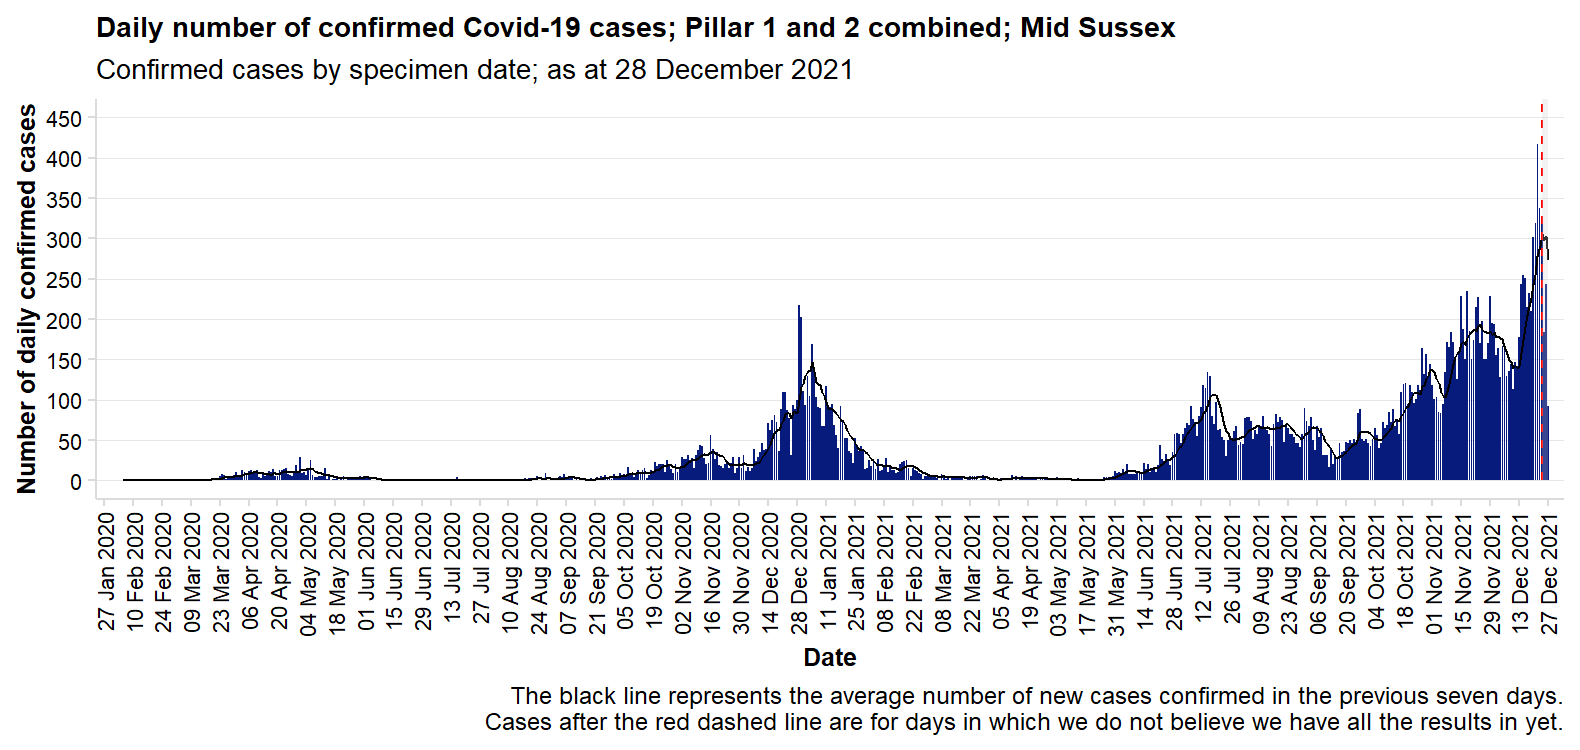 Daily number of confirmed Covid-19 cases; Pillar 1 and 2 combined; Mid Sussex
Confirmed cases by specimen date; as at 28 December 2021
Number of daily confirmed cases
450
400
350
300
250
200
150
100
50
0
27 Jan 2020
10 Feb 2020
24 Feb 2020
09 Mar 2020
23 Mar 2020
06 Apr 2020
20 Apr 2020
04 May 2020
18 May 2020
01 Jun 2020
15 Jun 2020
29 Jun 2020
13 Jul 2020
27 Jul 2020
10 Aug 2020
24 Aug 2020
07 Sep 2020
21 Sep 2020
05 Oct 2020
19 Oct 2020
02 Nov 2020
16 Nov 2020
30 Nov 2020
14 Dec 2020
28 Dec 2020
11 Jan 2021
25 Jan 2021
08 Feb 2021
22 Feb 2021
08 Mar 2021
22 Mar 2021
05 Apr 2021
19 Apr 2021
03 May 2021
17 May 2021
31 May 2021
14 Jun 2021
28 Jun 2021
12 Jul 2021
26 Jul 2021
09 Aug 2021
23 Aug 2021
06 Sep 2021
20 Sep 2021
04 Oct 2021
18 Oct 2021
01 Nov 2021
15 Nov 2021
29 Nov 2021
13 Dec 2021
27 Dec 2021
Date
The black line represents the average number of new cases confirmed in the previous seven days.
Cases after the red dashed line are for days in which we do not believe we have all the results in yet.